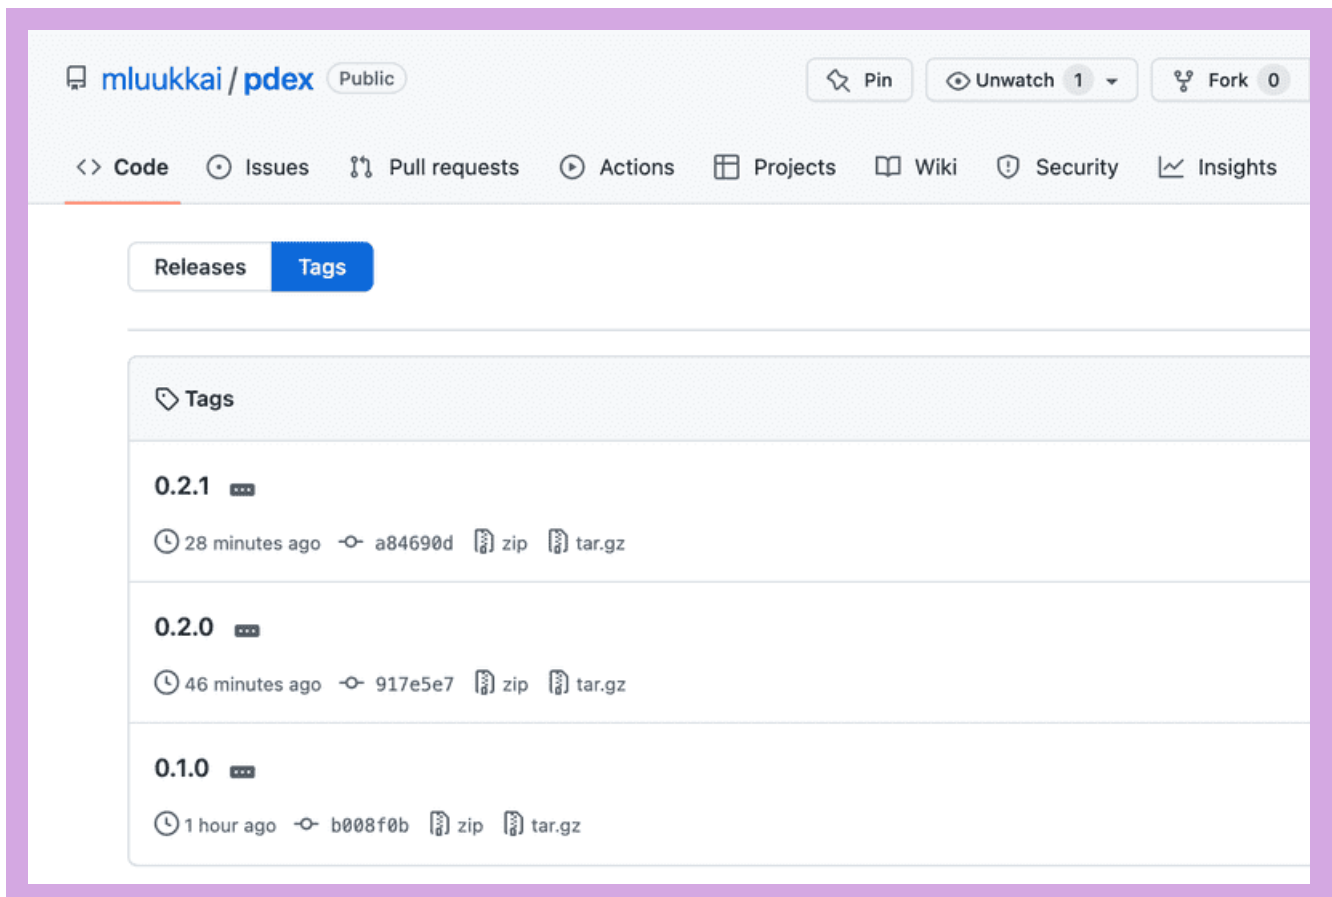 mluukkai / pdex Public Pin Unwatch 1 Fork 0
Code Issues Pull requests Actions Projects Wiki Security Insights
Releases Tags
Tags
0.2.1
28 minutes ago a84690d zip tar.gz
0.2.0
46 minutes ago 917e5e7 zip tar.gz
0.1.0
1 hour ago b008f0b zip tar.gz